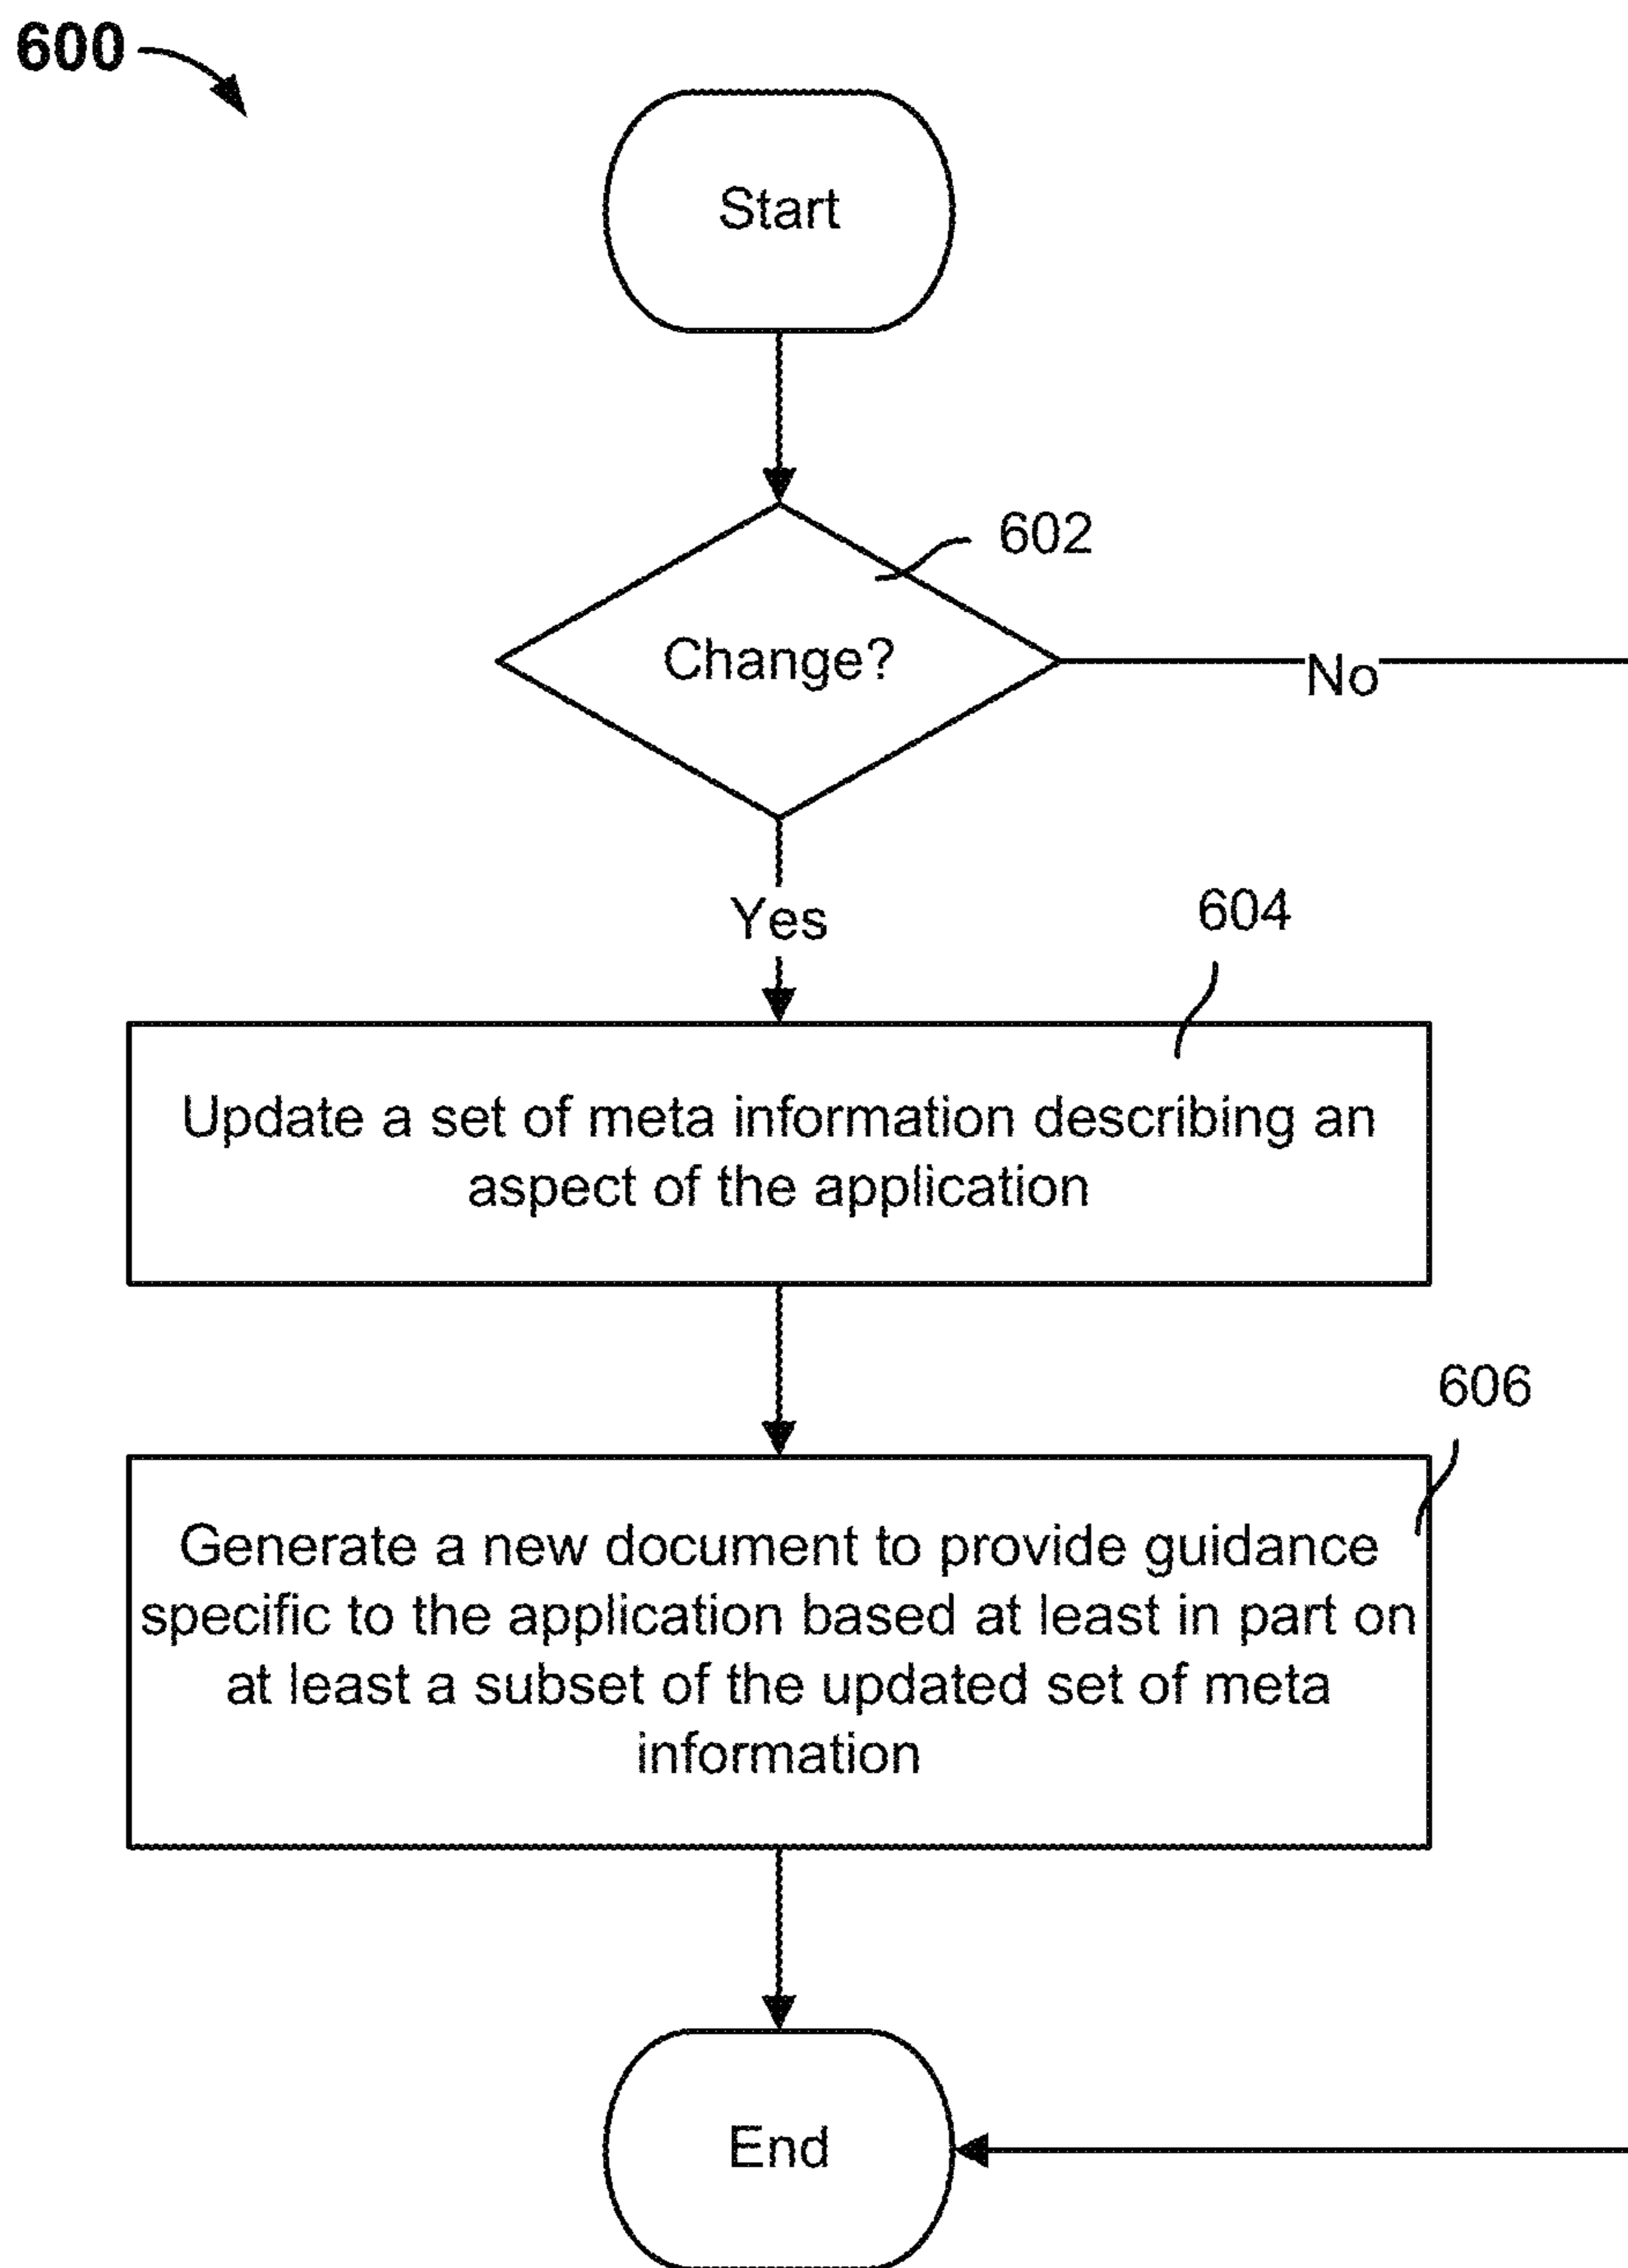 600
Start
602
Change?
No
Yes
604
Update a set of meta information describing an
aspect of the application
606
Generate a new document to provide guidance
specific to the application based at least in part on
at least a subset of the updated set of meta
information
End